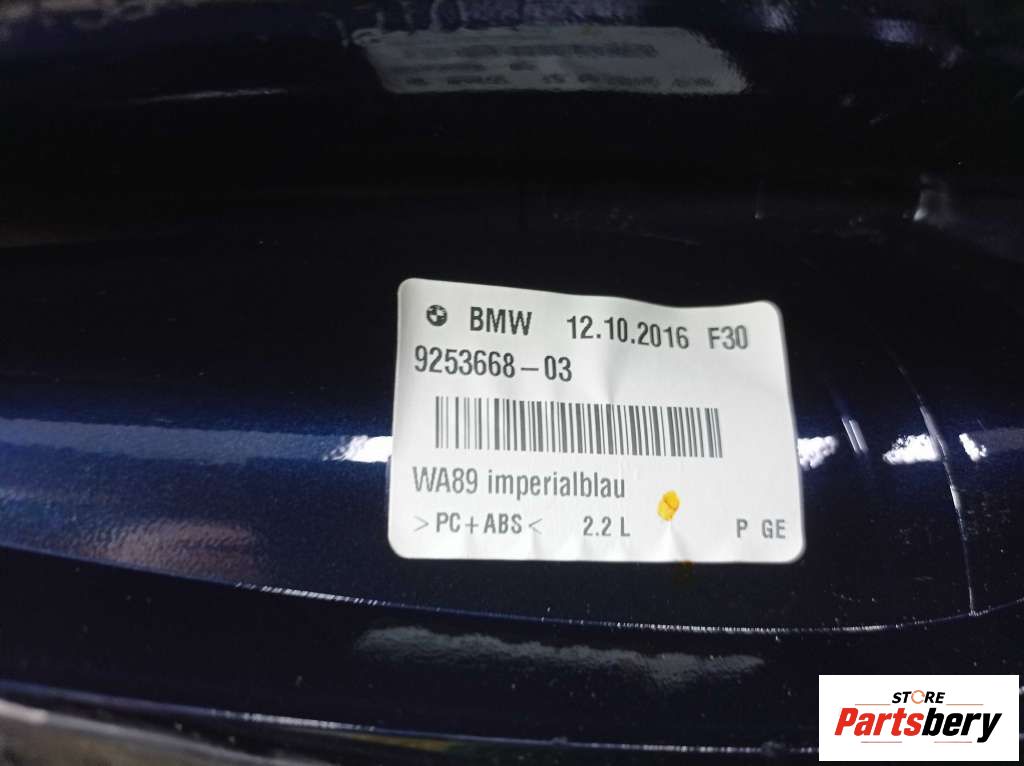 BMW 12.10.2016 F30
9253668-03
WA89 imperialblau
>PC+ABS< 2.2 L P GE
STORE
Partsbery